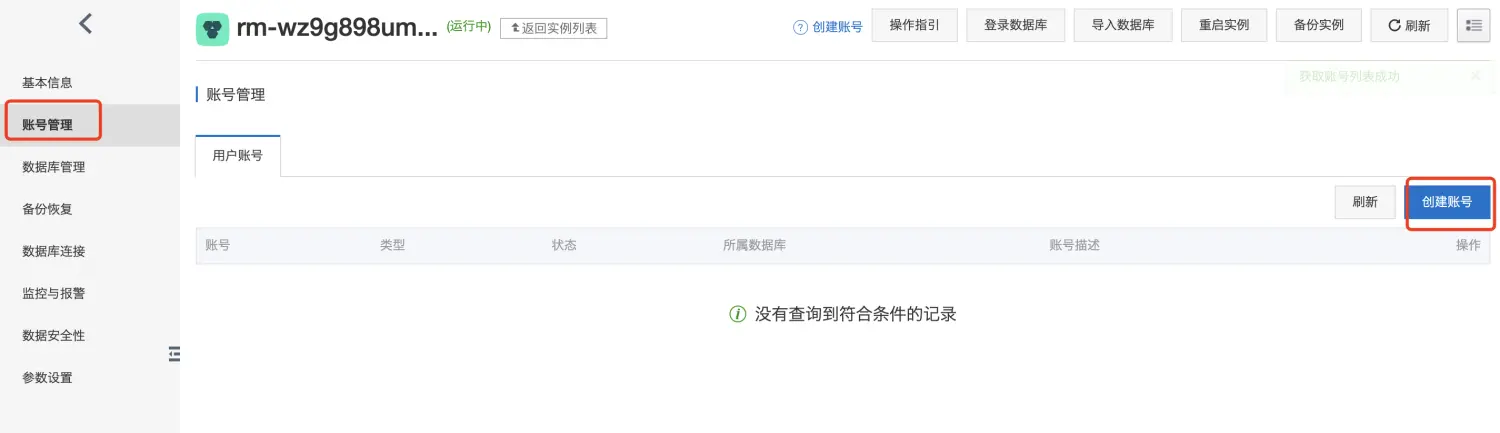 rm-wz9g898um... (运行中) 返回实例列表 ? 创建账号 操作指引 登录数据库 导入数据库 重启实例 备份实例 刷新
获取账号列表成功 ×
基本信息
账号管理
数据库管理
备份恢复
数据库连接
监控与报警
数据安全性
参数设置
账号管理
用户账号
刷新 创建账号
账号 类型 状态 所属数据库 账号描述 操作
没有查询到符合条件的记录